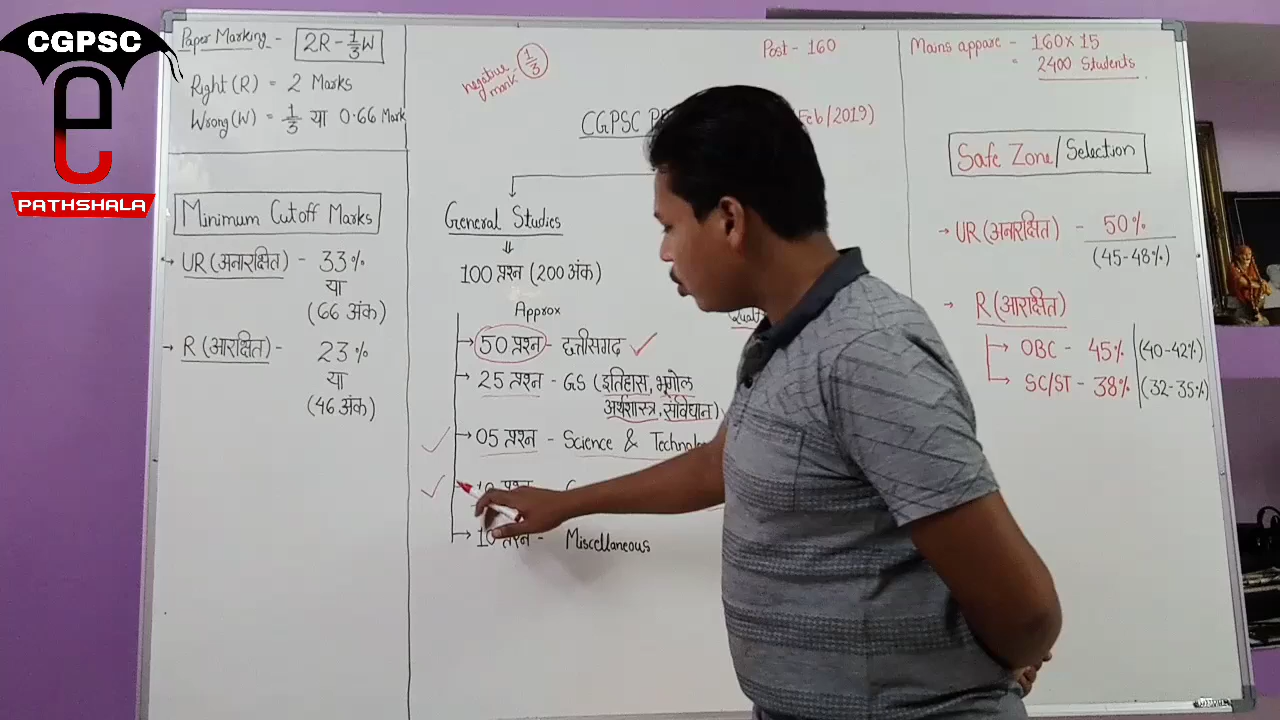 CGPSC
e
PATHSHALA
Paper Marking - 2R - 1/3 W
Right (R) = 2 Marks
Wrong (W) = 1/3 या 0.66 Mark
Minimum Cutoff Marks
→ UR (अनारक्षित) - 33%
या
(66 अंक)
→ R (आरक्षित) - 23%
या
(46 अंक)
negative mark - 1/3
Post - 160
CGPSC
Feb/2019)
General Studies
⇓
100 प्रश्न (200 अंक)
Approx
→ 50 प्रश्न - छत्तीसगढ़ ✓
→ 25 प्रश्न - GS (इतिहास, भूगोल
अर्थशास्त्र, संविधान)
✓ → 05 प्रश्न - Science &
✓ 10 प्रश्न -
→ 10 प्रश्न - Miscellaneous
Mains appare - 160 x 15
= 2400 Students
Safe Zone/Selection
→ UR (अनारक्षित) - 50%
(45-48%)
→ R (आरक्षित)
→ OBC - 45% (40-42%)
→ SC/ST - 38% (32-35%)